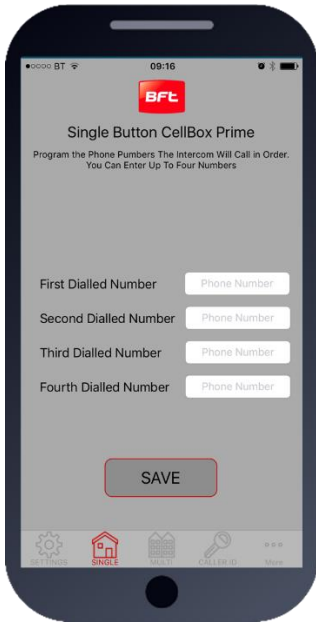 BT 09:16
BFt
Single Button CellBox Prime
Program the Phone Pumbers The Intercom Will Call in Order.
You Can Enter Up To Four Numbers
First Dialled Number Phone Number
Second Dialled Number Phone Number
Third Dialled Number Phone Number
Fourth Dialled Number Phone Number
SAVE
SETTINGS SINGLE MULTI CALLER ID More